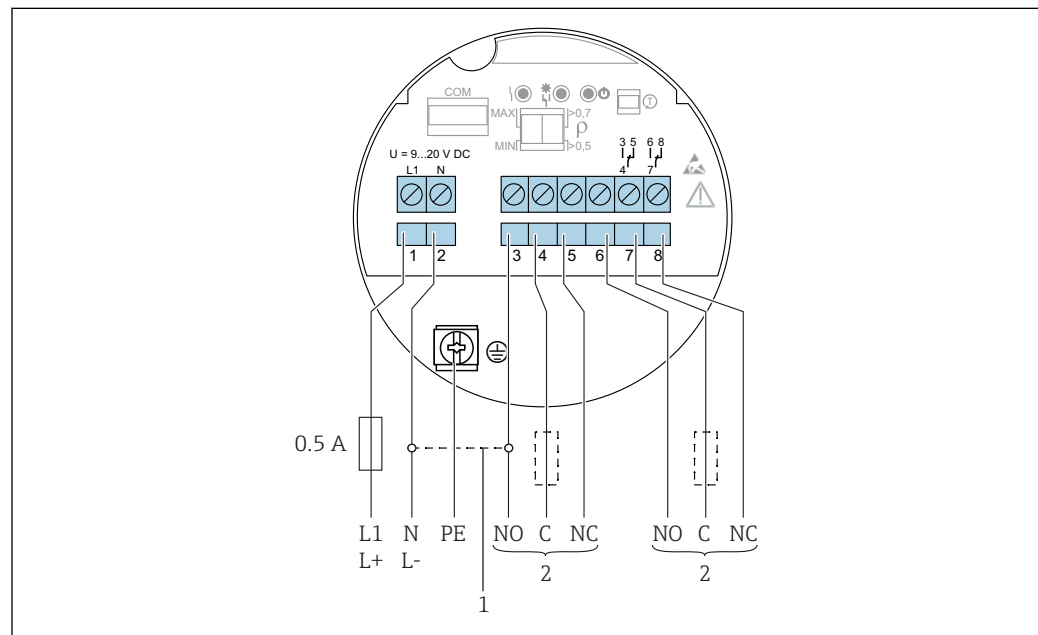 COM
MAX
>0,7
ρ
MIN
>0,5
T
U = 9...20 V DC
L1 N
3 5
4
6 8
7
1 2 3 4 5 6 7 8
0.5 A
L1 N PE NO C NC NO C NC
L+ L-
2 2
1